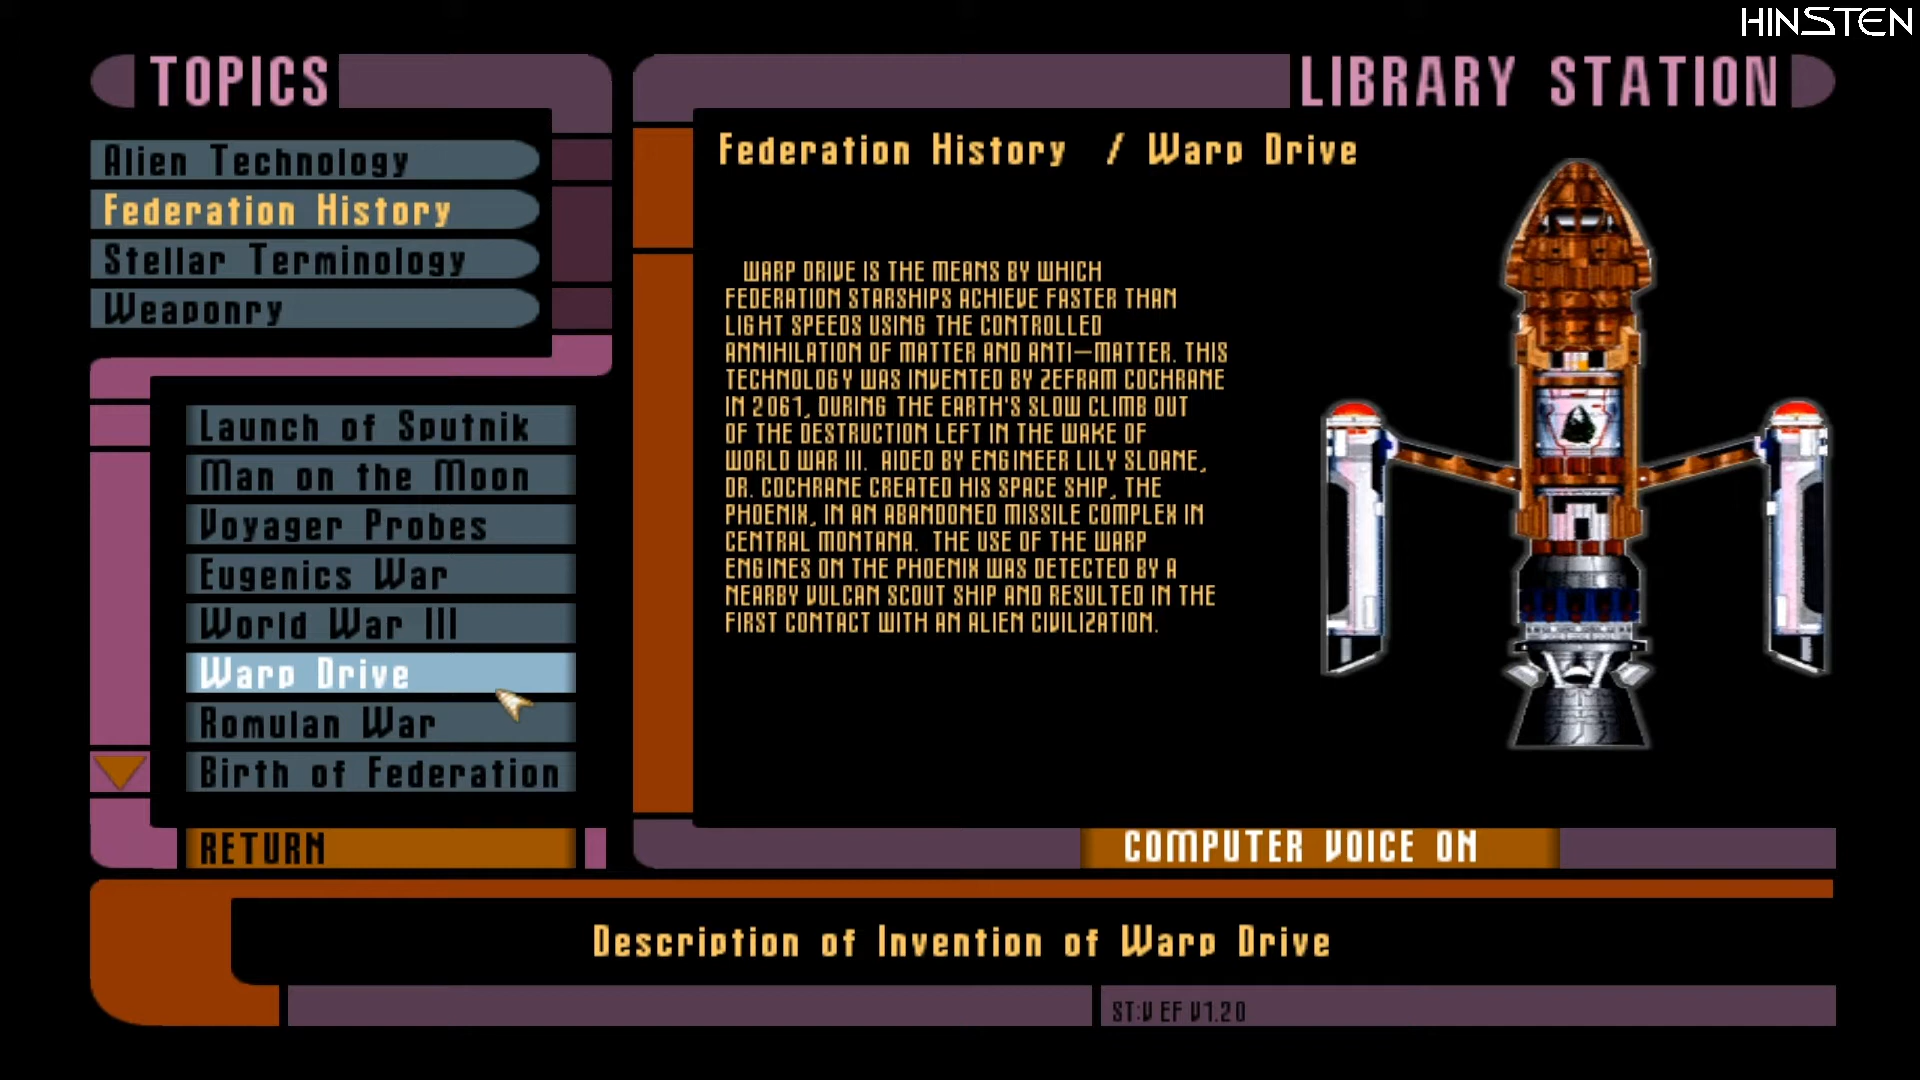 HINSTEN
TOPICS
Alien Technology
Federation History
Stellar Terminology
Weaponry
Launch of Sputnik
Man on the Moon
Voyager Probes
Eugenics War
World War III
Warp Drive
Romulan War
Birth of Federation
RETURN
LIBRARY STATION
Federation History / Warp Drive
WARP DRIVE IS THE MEANS BY WHICH
FEDERATION STARSHIPS ACHIEVE FASTER THAN
LIGHT SPEEDS USING THE CONTROLLED
ANNIHILATION OF MATTER AND ANTI-MATTER. THIS
TECHNOLOGY WAS INVENTED BY ZEFRAM COCHRANE
IN 2061, DURING THE EARTH'S SLOW CLIMB OUT
OF THE DESTRUCTION LEFT IN THE WAKE OF
WORLD WAR III. AIDED BY ENGINEER LILY SLOANE,
DR. COCHRANE CREATED HIS SPACE SHIP, THE
PHOENIX, IN AN ABANDONED MISSILE COMPLEX IN
CENTRAL MONTANA. THE USE OF THE WARP
ENGINES ON THE PHOENIX WAS DETECTED BY A
NEARBY VULCAN SCOUT SHIP AND RESULTED IN THE
FIRST CONTACT WITH AN ALIEN CIVILIZATION.
COMPUTER VOICE ON
Description of Invention of Warp Drive
ST:V EF V1.20